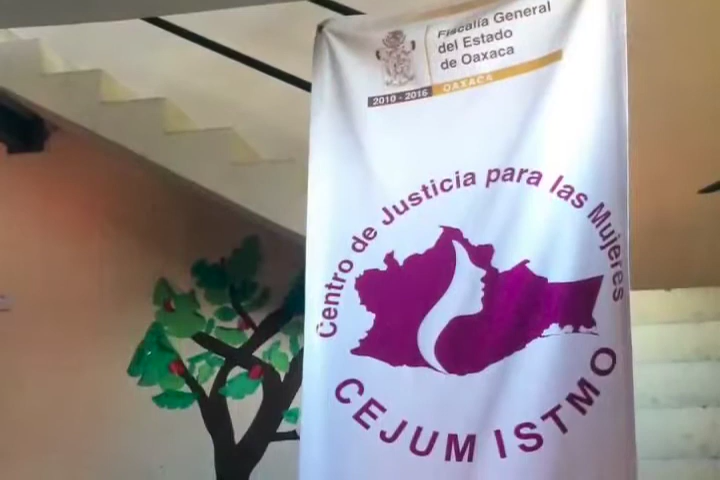 Fiscalía General
del Estado
de Oaxaca
2010 - 2016
OAXACA
Centro de Justicia para las Mujeres
CEJUM ISTMO